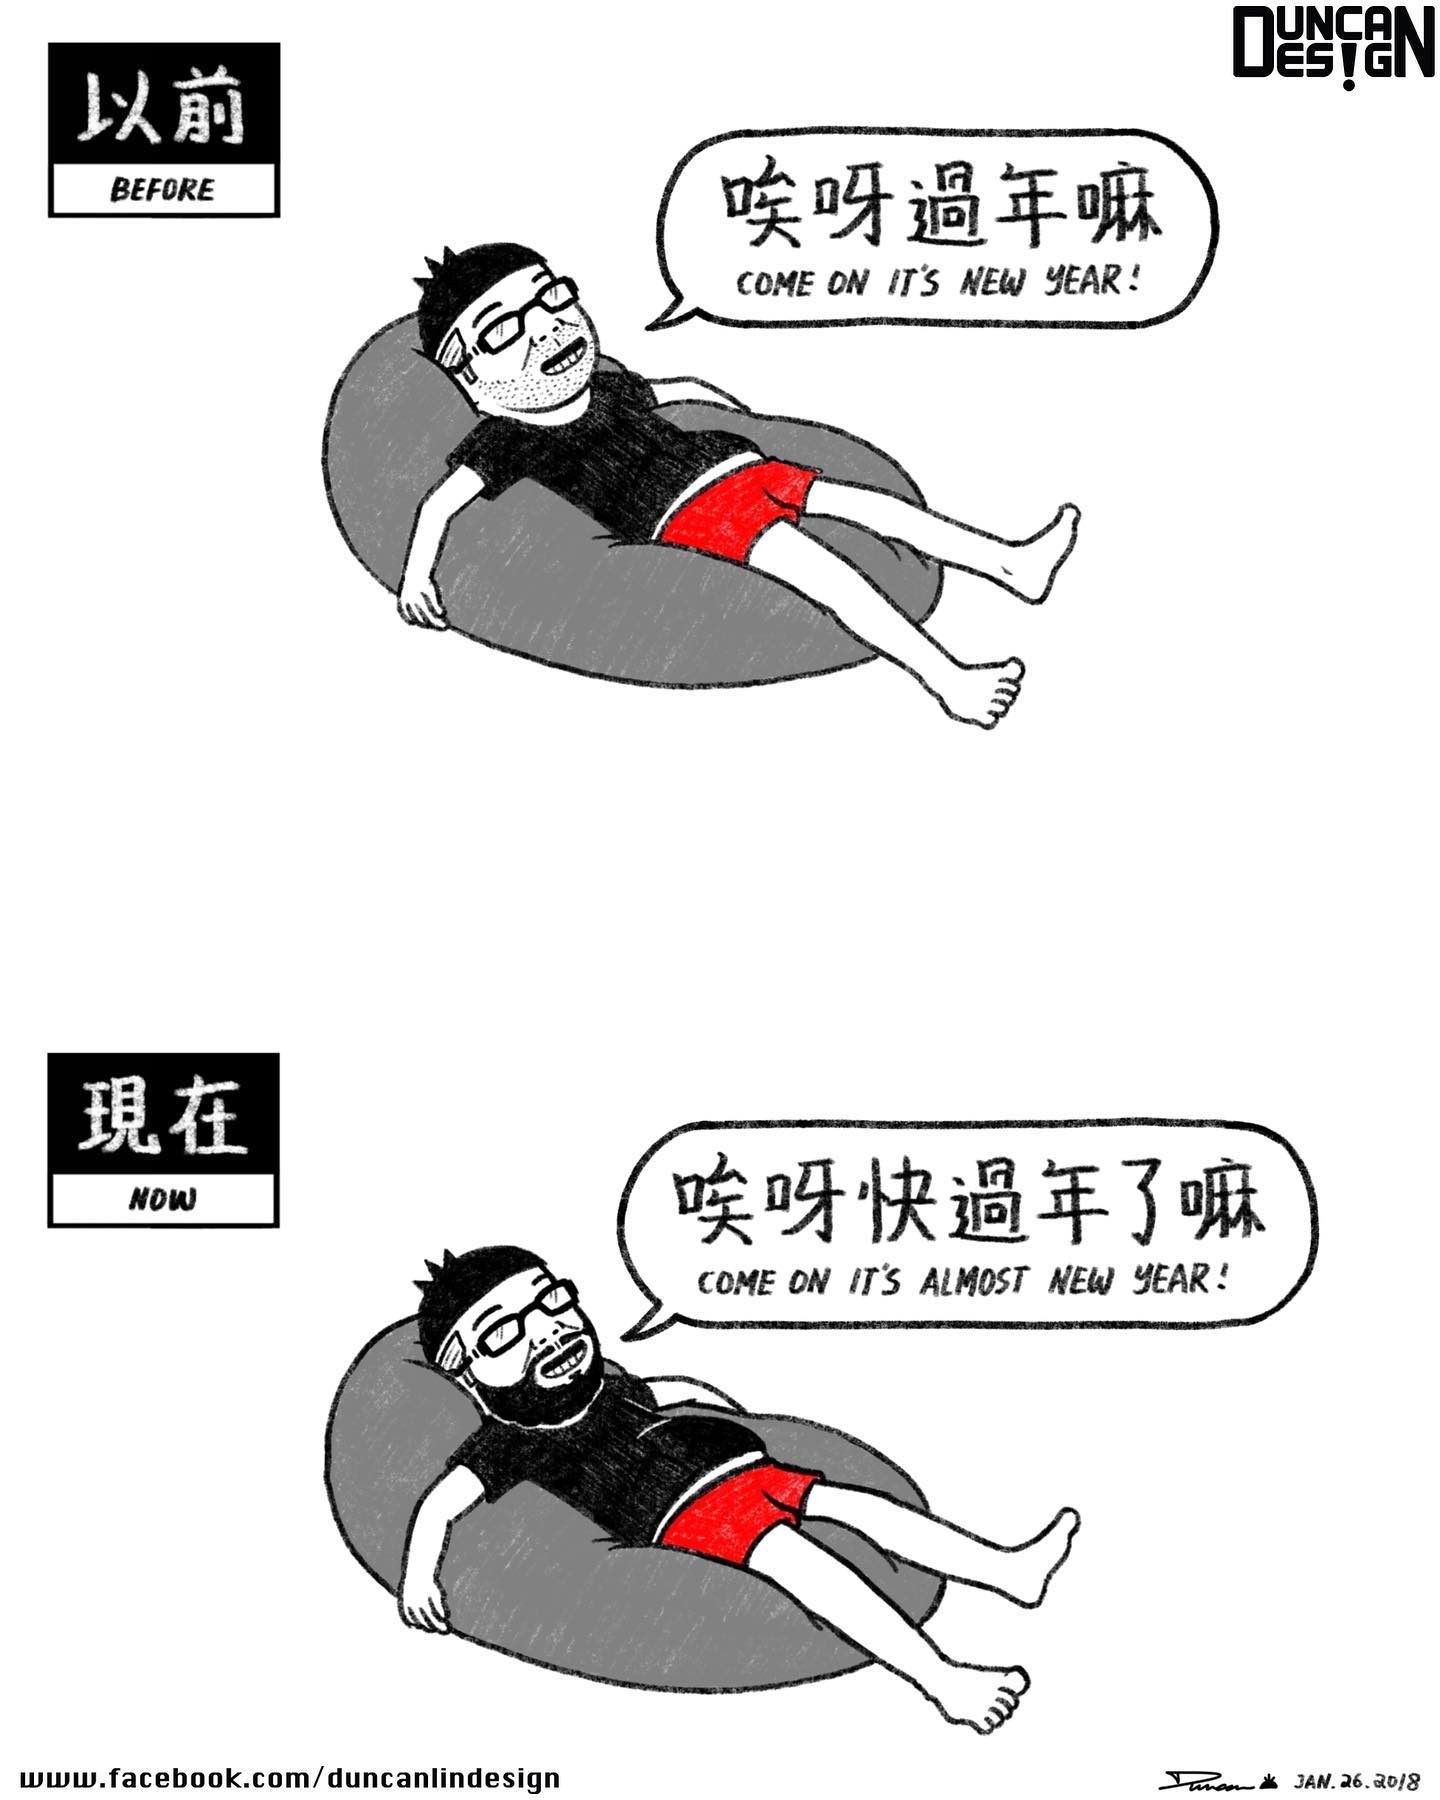 DUNCAN
DES!GN
以前
BEFORE
唉呀過年嘛
COME ON IT'S NEW YEAR!
現在
NOW
唉呀快過年了嘛
COME ON IT'S ALMOST NEW YEAR!
www.facebook.com/duncanlindesign
Duncan JAN.26.2018